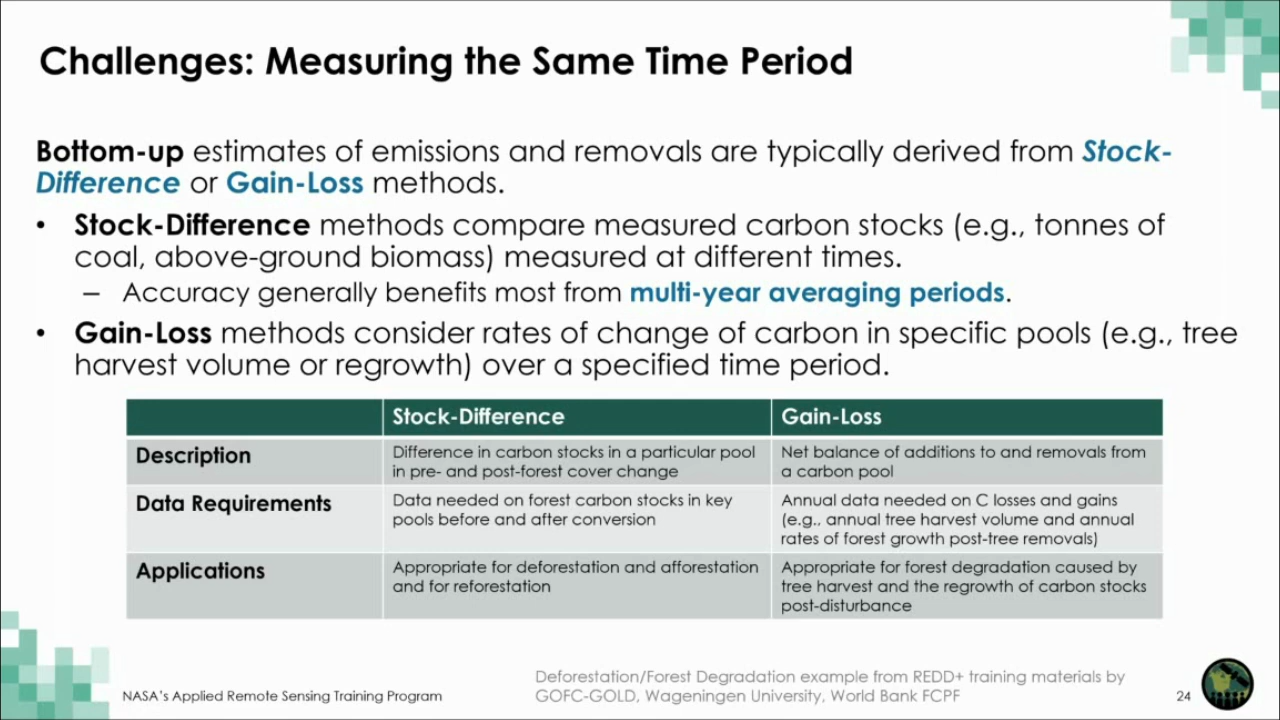 Challenges: Measuring the Same Time Period
Bottom-up estimates of emissions and removals are typically derived from Stock-
Difference or Gain-Loss methods.
• Stock-Difference methods compare measured carbon stocks (e.g., tonnes of
coal, above-ground biomass) measured at different times.
– Accuracy generally benefits most from multi-year averaging periods.
• Gain-Loss methods consider rates of change of carbon in specific pools (e.g., tree
harvest volume or regrowth) over a specified time period.
Stock-Difference
Gain-Loss
Description
Difference in carbon stocks in a particular pool
in pre- and post-forest cover change
Net balance of additions to and removals from
a carbon pool
Data Requirements
Data needed on forest carbon stocks in key
pools before and after conversion
Annual data needed on C losses and gains
(e.g., annual tree harvest volume and annual
rates of forest growth post-tree removals)
Applications
Appropriate for deforestation and afforestation
and for reforestation
Appropriate for forest degradation caused by
tree harvest and the regrowth of carbon stocks
post-disturbance
Deforestation/Forest Degradation example from REDD+ training materials by
GOFC-GOLD, Wageningen University, World Bank FCPF
NASA's Applied Remote Sensing Training Program
24